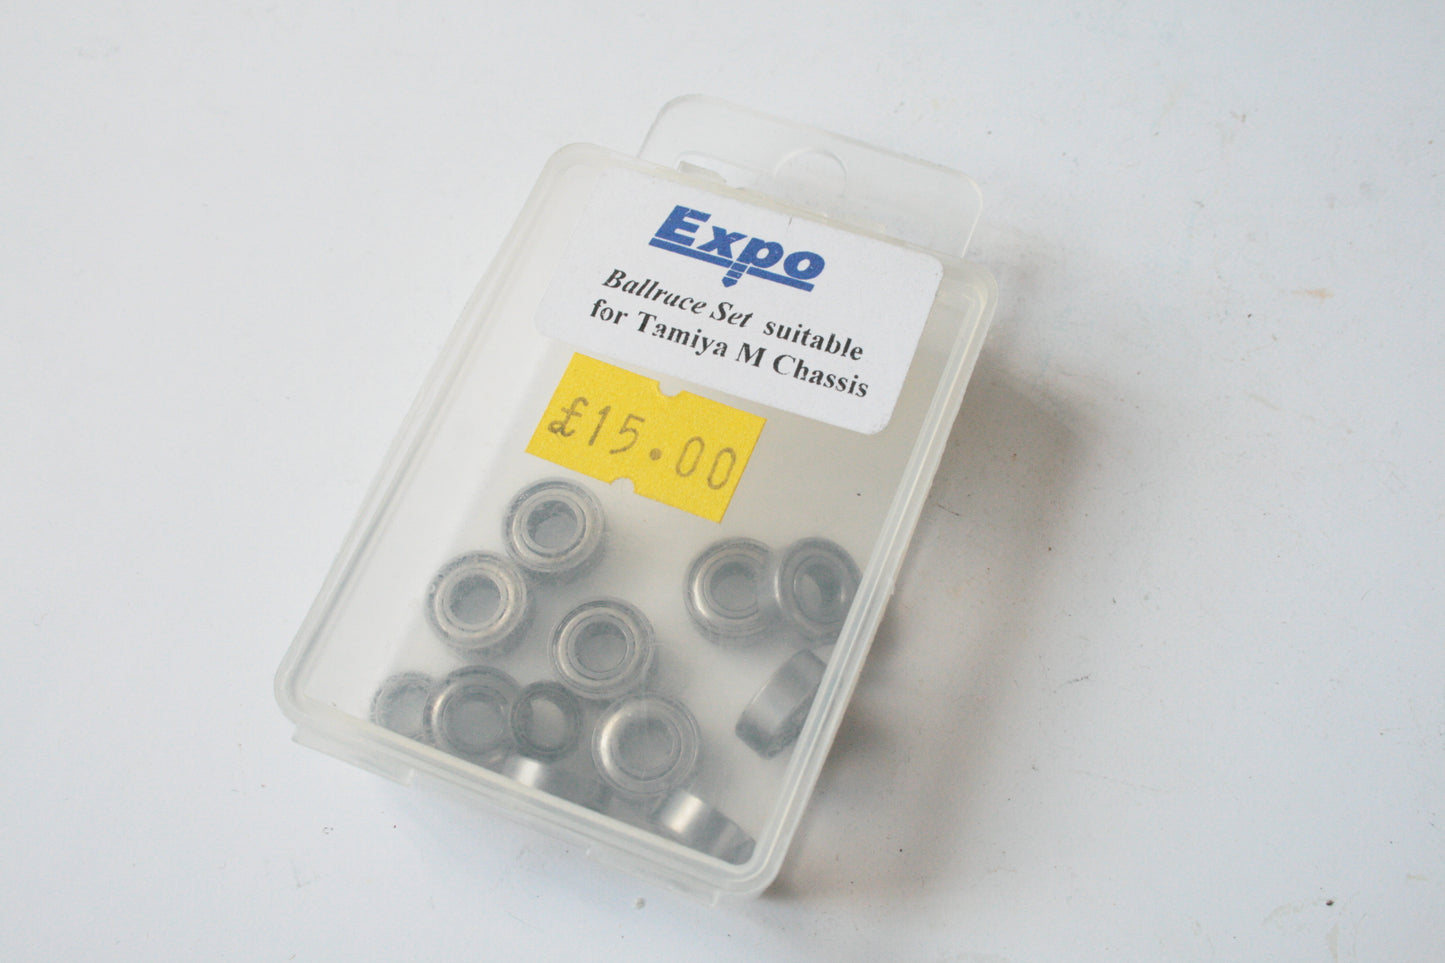 Expo
Ballrace Set suitable
for Tamiya M Chassis
£15.00